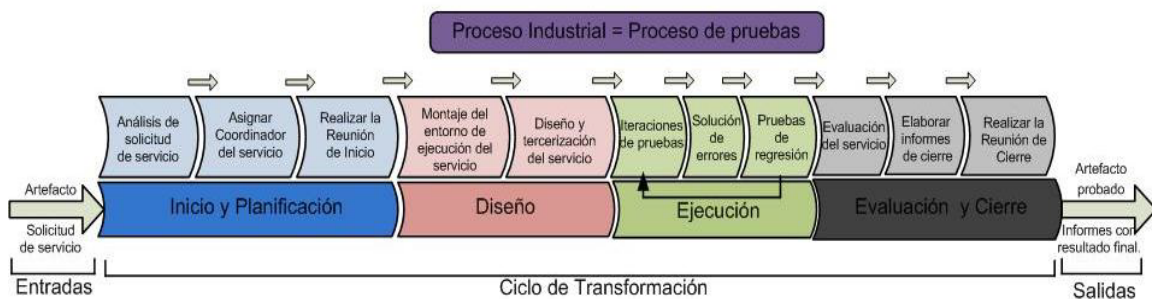 Proceso Industrial = Proceso de pruebas
Análisis de
solicitud
de servicio
Asignar
Coordinador
del servicio
Realizar la
Reunión
de Inicio
Montaje del
entorno de
ejecución del
servicio
Diseño y
tercerización
del servicio
Iteraciones
de pruebas
Solución
de
errores
Pruebas
de
regresión
Evaluación
del servicio
Elaborar
informes
de cierre
Realizar la
Reunión de
Cierre
Artefacto
Solicitud
de servicio
Inicio y Planificación
Diseño
Ejecución
Evaluación y Cierre
Artefacto
probado
Informes con
resultado final.
Entradas
Ciclo de Transformación
Salidas